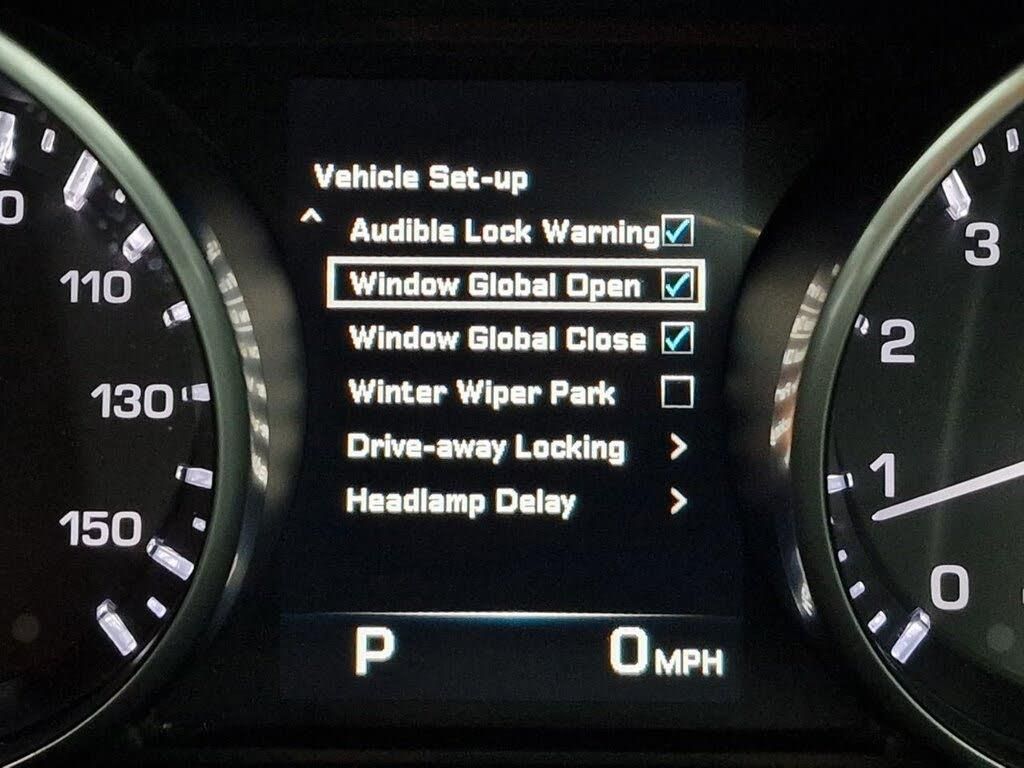 Vehicle Set-up
Audible Lock Warning
Window Global Open
Window Global Close
Winter Wiper Park
Drive-away Locking
Headlamp Delay
P
0 MPH
110
130
150
3
2
1
0